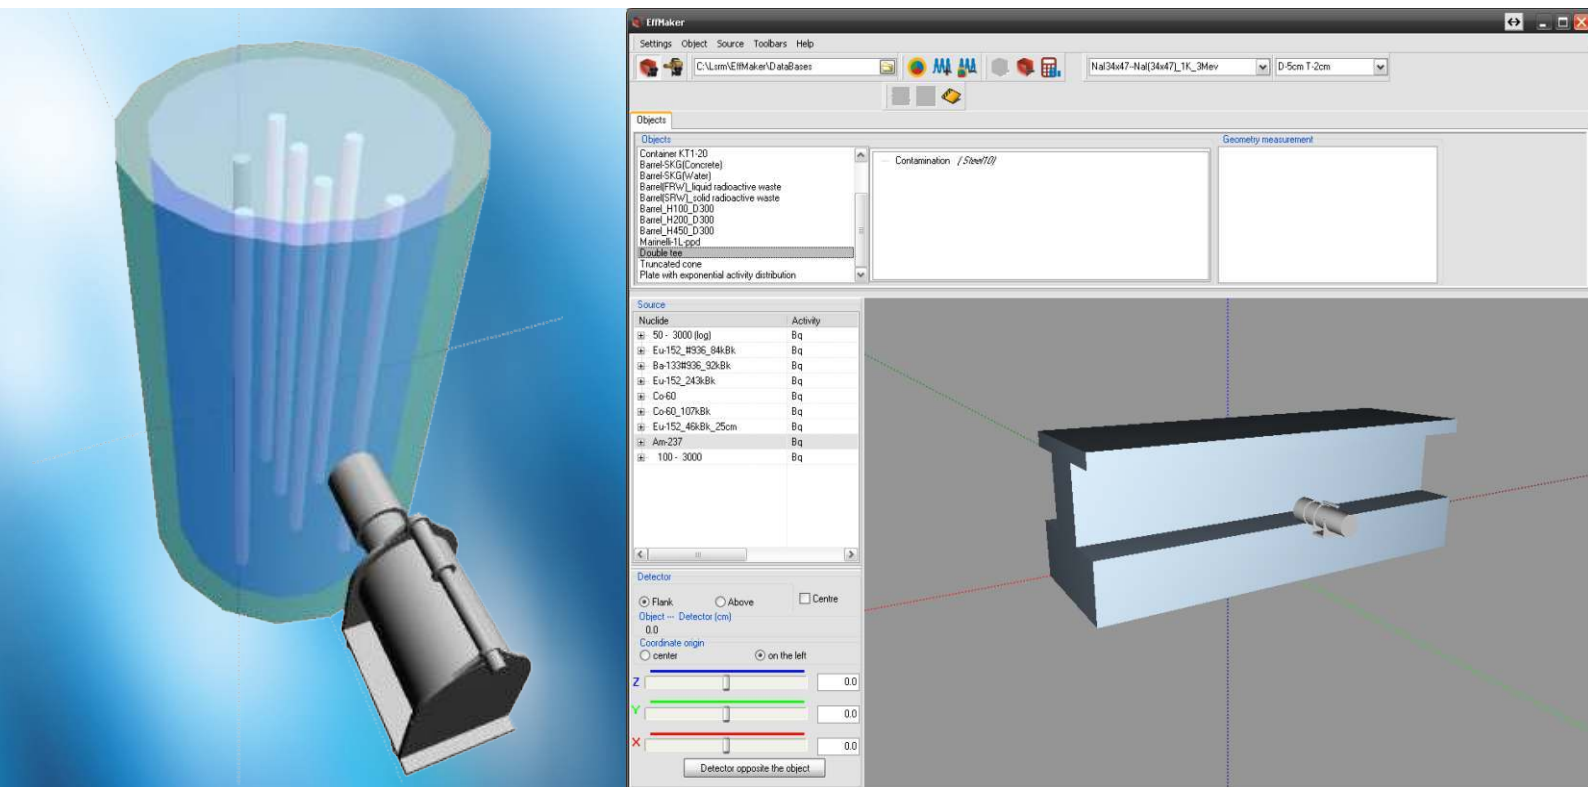 EffMaker
Settings Object Source Toolbars Help
C:\Lsrm\EffMaker\DataBases
NaI34x47-NaI(34x47)_1K_3Mev
D-5cm T-2cm
Objects
Objects
Container KT1-20
Barrel-SKG(Concrete)
Barrel-SKG(Water)
Barrel(FRW)_liquid radioactive waste
Barrel(SRW)_solid radioactive waste
Barrel_H100_D300
Barrel_H200_D300
Barrel_H450_D300
Marinelli-1L-ppd
Double tee
Truncated cone
Plate with exponential activity distribution
Contamination (Steel10)
Geometry measurement
Source
Nuclide Activity
50 - 3000 (log) Bq
Eu-152_#936_84kBk Bq
Ba-133#936_92kBk Bq
Eu-152_243kBk Bq
Co-60 Bq
Co-60_107kBk Bq
Eu-152_46kBk_25cm Bq
Am-237 Bq
100 - 3000 Bq
Detector
Flank Above Centre
Object --- Detector (cm)
0.0
Coordinate origin
center on the left
Z 0.0
Y 0.0
X 0.0
Detector opposite the object